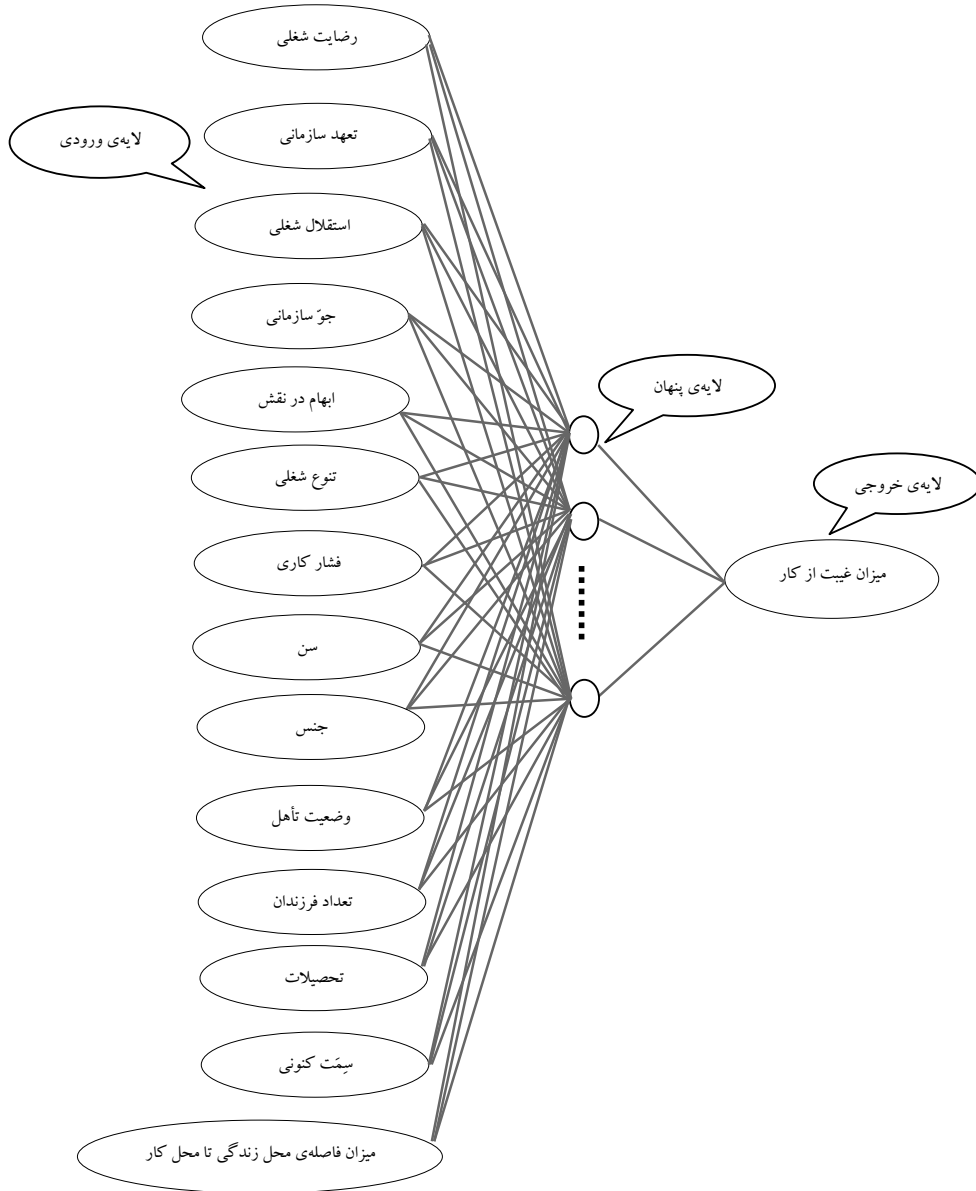 رضایت شغلی
تعهد سازمانی
لایه‌ی ورودی
استقلال شغلی
جوّ سازمانی
لایه‌ی پنهان
ابهام در نقش
تنوع شغلی
لایه‌ی خروجی
فشار کاری
میزان غیبت از کار
سن
جنس
وضعیت تأهل
تعداد فرزندان
تحصیلات
سِمَت کنونی
میزان فاصله‌ی محل زندگی تا محل کار